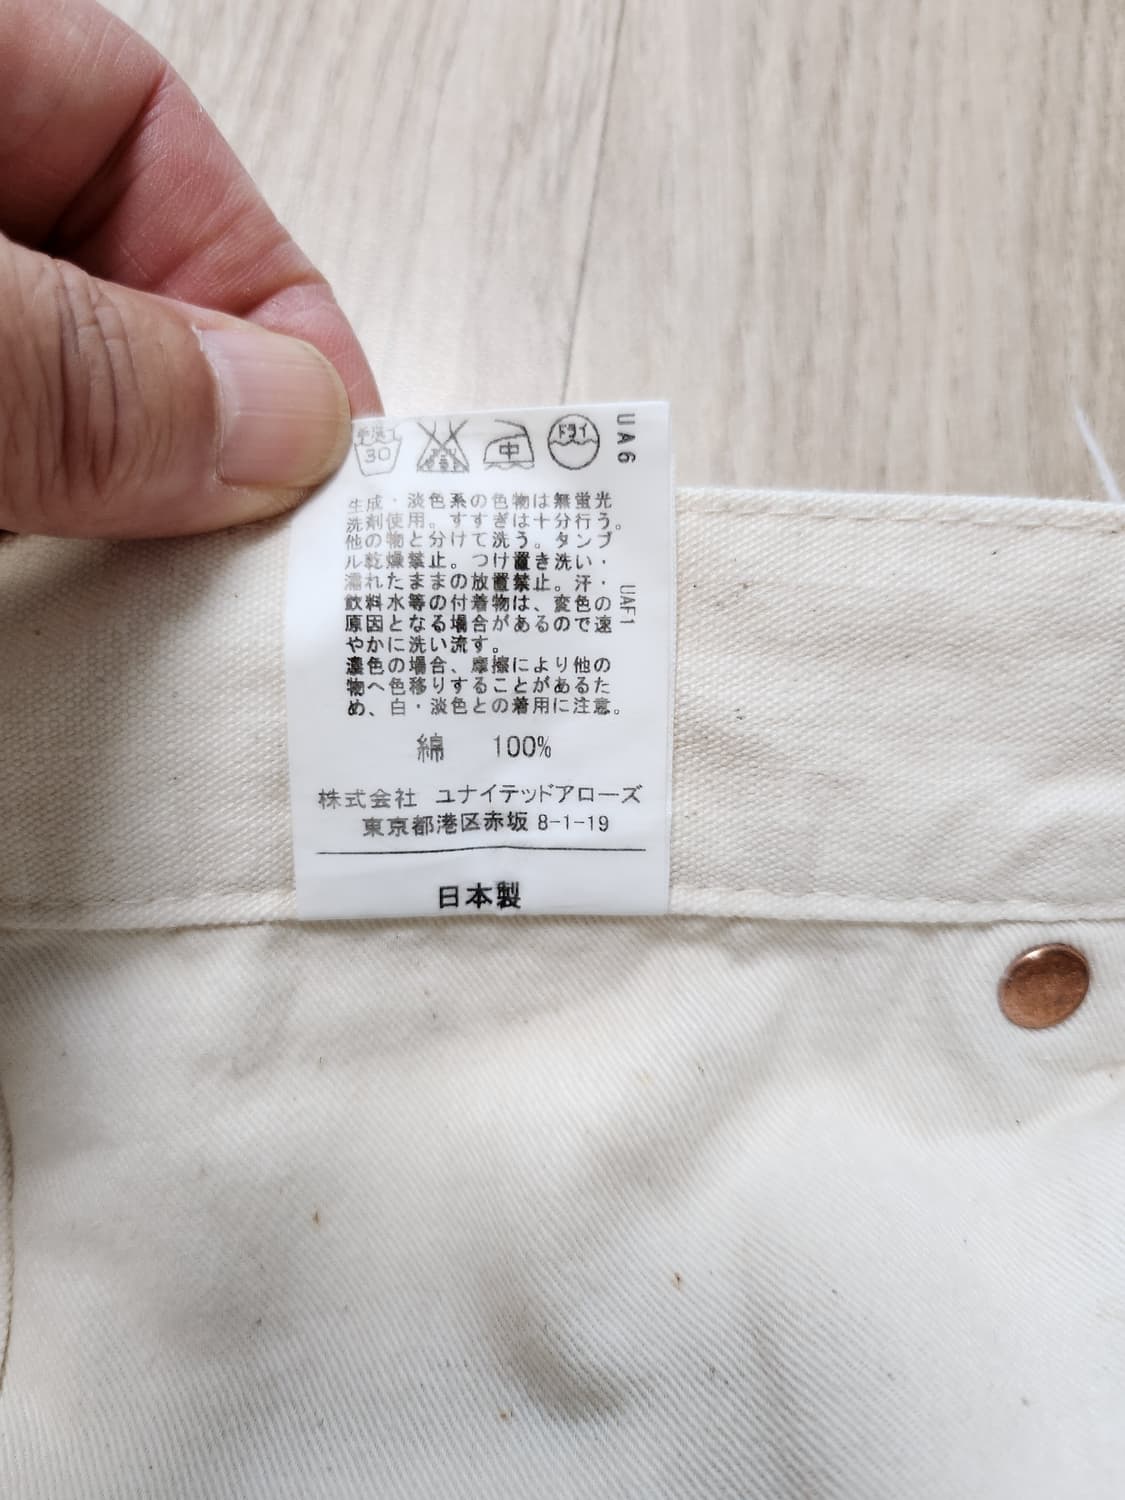 手洗イ 30
エンソサラシ
中
ドライ
UA6
生成・淡色系の色物は無蛍光
洗剤使用。すすぎは十分行う。
他の物と分けて洗う。タンブ
ル乾燥禁止。つけ置き洗い・
濡れたままの放置禁止。汗・
飲料水等の付着物は、変色の
原因となる場合があるので速
やかに洗い流す。
濃色の場合、摩擦により他の
物へ色移りすることがあるた
め、白・淡色との着用に注意。
UAF1
綿 100%
株式会社 ユナイテッドアローズ
東京都港区赤坂 8-1-19
日本製